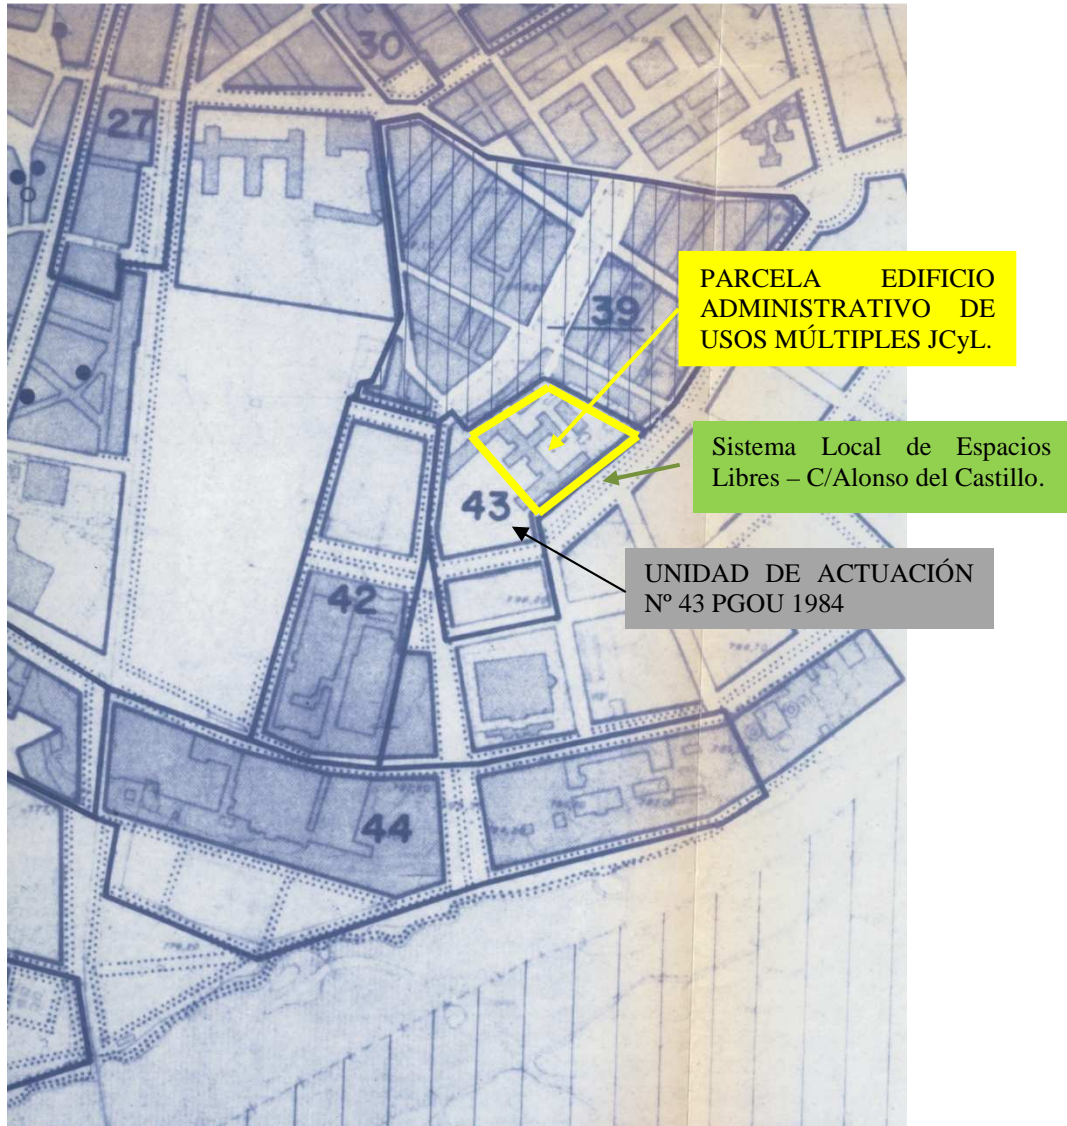 30
27
39
PARCELA EDIFICIO
ADMINISTRATIVO DE
USOS MÚLTIPLES JCyL.
Sistema Local de Espacios
Libres – C/Alonso del Castillo.
43
UNIDAD DE ACTUACIÓN
Nº 43 PGOU 1984
42
44